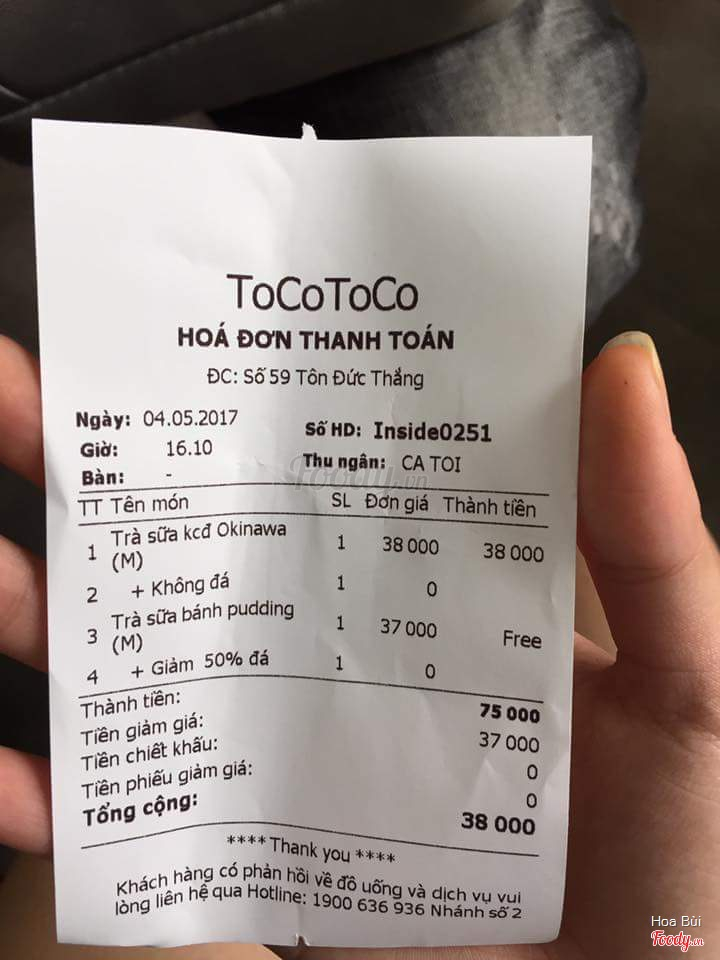 ToCoToCo
HOÁ ĐƠN THANH TOÁN
ĐC: Số 59 Tôn Đức Thắng
Ngày: 04.05.2017 Số HD: Inside0251
Giờ: 16.10 Thu ngân: CA TOI
Bàn: -
TT Tên món SL Đơn giá Thành tiền
1 Trà sữa kcđ Okinawa (M) 1 38 000 38 000
2 + Không đá 1 0
3 Trà sữa bánh pudding (M) 1 37 000 Free
4 + Giảm 50% đá 1 0
Thành tiền: 75 000
Tiền giảm giá: 37 000
Tiền chiết khấu: 0
Tiền phiếu giảm giá: 0
Tổng cộng: 38 000
**** Thank you ****
Khách hàng có phản hồi về đồ uống và dịch vụ vui
lòng liên hệ qua Hotline: 1900 636 936 Nhánh số 2
Foody.vn
Hoa Bùi
Foody.vn